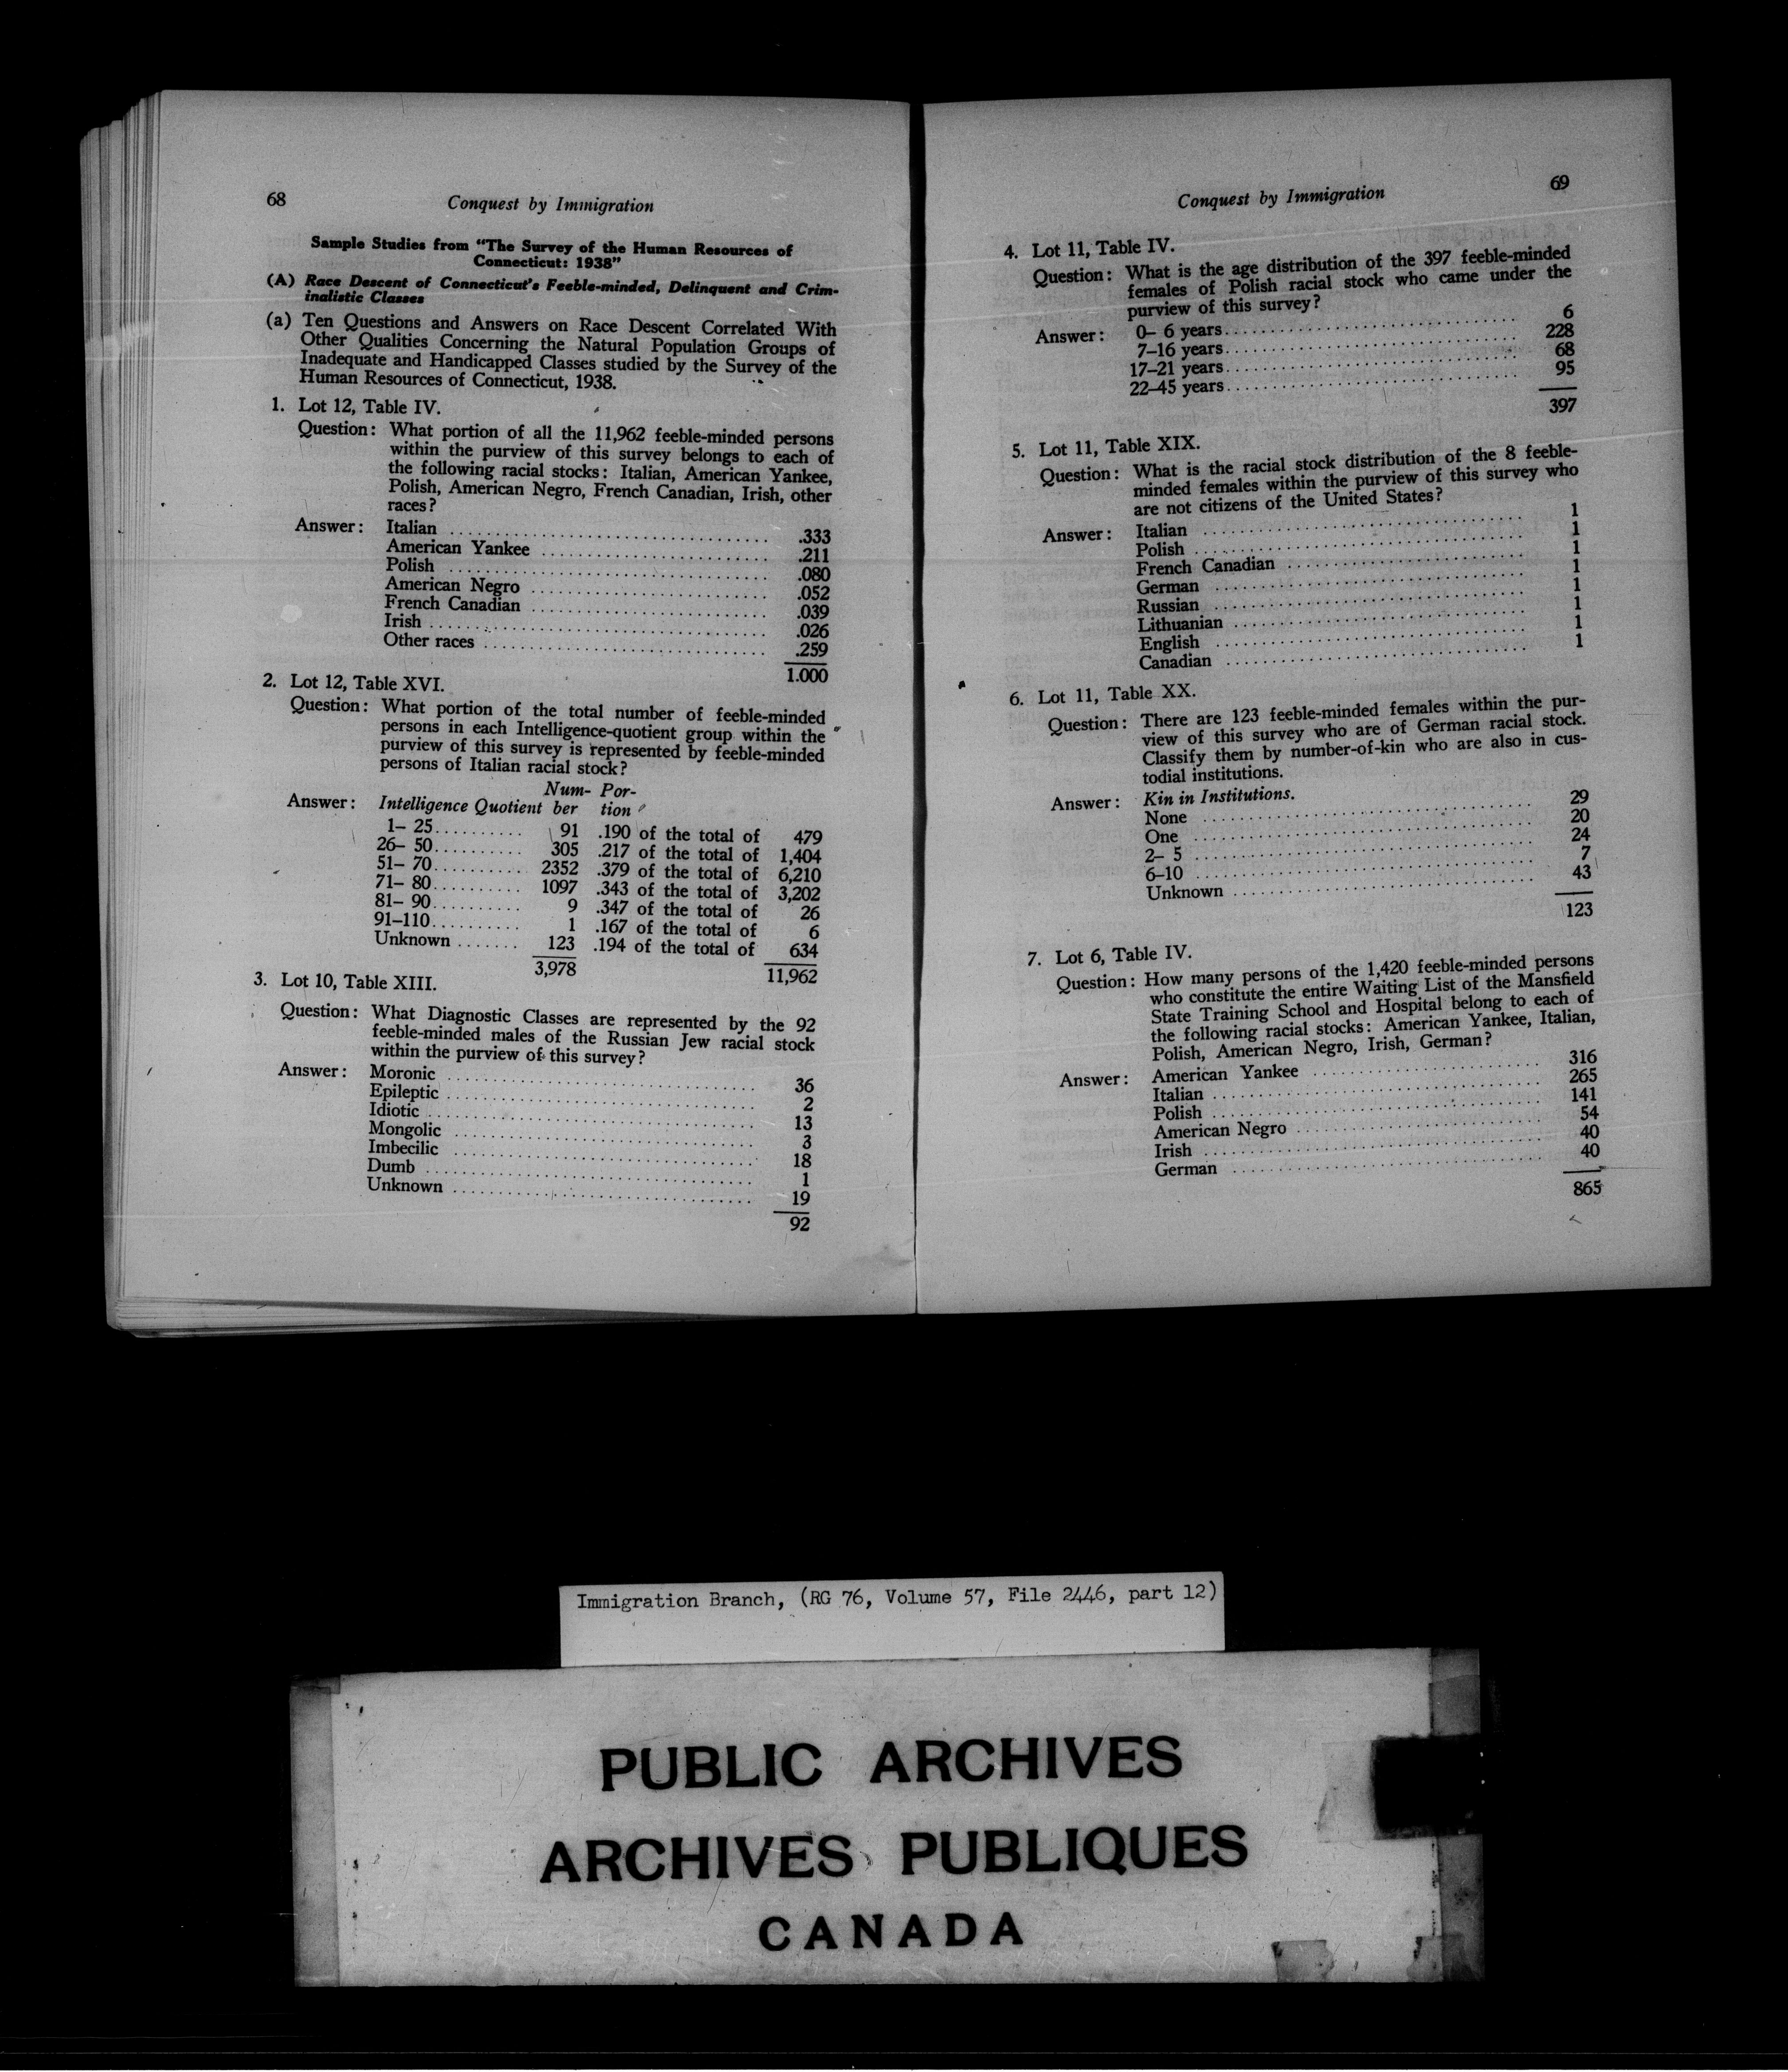 68
Conquest by Immigration
Sample Studies from "The Survey of the Human Resources of
Connecticut: 1938"
(A) Race Descent of Connecticut's Feeble-minded, Delinquent and Crim-
inalistic Classes
(a) Ten Questions and Answers on Race Descent Correlated With
Other Qualities Concerning the Natural Population Groups of
Inadequate and Handicapped Classes studied by the Survey of the
Human Resources of Connecticut, 1938.
1. Lot 12, Table IV.
Question: What portion of all the 11,962 feeble-minded persons
within the purview of this survey belongs to each of
the following racial stocks: Italian, American Yankee,
Polish, American Negro, French Canadian, Irish, other
races?
Answer: Italian .333
American Yankee .211
Polish .080
American Negro .052
French Canadian .039
Irish .026
Other races .259
1.000
2. Lot 12, Table XVI.
Question: What portion of the total number of feeble-minded
persons in each Intelligence-quotient group within the
purview of this survey is represented by feeble-minded
persons of Italian racial stock?
Num- Por-
Answer: Intelligence Quotient ber tion
1– 25 91 .190 of the total of 479
26– 50 305 .217 of the total of 1,404
51– 70 2352 .379 of the total of 6,210
71– 80 1097 .343 of the total of 3,202
81– 90 9 .347 of the total of 26
91–110 1 .167 of the total of 6
Unknown 123 .194 of the total of 634
3,978 11,962
3. Lot 10, Table XIII.
Question: What Diagnostic Classes are represented by the 92
feeble-minded males of the Russian Jew racial stock
within the purview of this survey?
Answer: Moronic 36
Epileptic 2
Idiotic 13
Mongolic 3
Imbecilic 18
Dumb 1
Unknown 19
92
69
Conquest by Immigration
4. Lot 11, Table IV.
Question: What is the age distribution of the 397 feeble-minded
females of Polish racial stock who came under the
purview of this survey?
Answer: 0– 6 years 6
7–16 years 228
17–21 years 68
22–45 years 95
397
5. Lot 11, Table XIX.
Question: What is the racial stock distribution of the 8 feeble-
minded females within the purview of this survey who
are not citizens of the United States?
Answer: Italian 1
Polish 1
French Canadian 1
German 1
Russian 1
Lithuanian 1
English 1
Canadian 1
6. Lot 11, Table XX.
Question: There are 123 feeble-minded females within the pur-
view of this survey who are of German racial stock.
Classify them by number-of-kin who are also in cus-
todial institutions.
Answer: Kin in Institutions.
None 29
One 20
2– 5 24
6–10 7
Unknown 43
123
7. Lot 6, Table IV.
Question: How many persons of the 1,420 feeble-minded persons
who constitute the entire Waiting List of the Mansfield
State Training School and Hospital belong to each of
the following racial stocks: American Yankee, Italian,
Polish, American Negro, Irish, German?
Answer: American Yankee 316
Italian 265
Polish 141
American Negro 54
Irish 40
German 40
865
Immigration Branch, (RG 76, Volume 57, File 2446, part 12)
PUBLIC ARCHIVES
ARCHIVES PUBLIQUES
CANADA